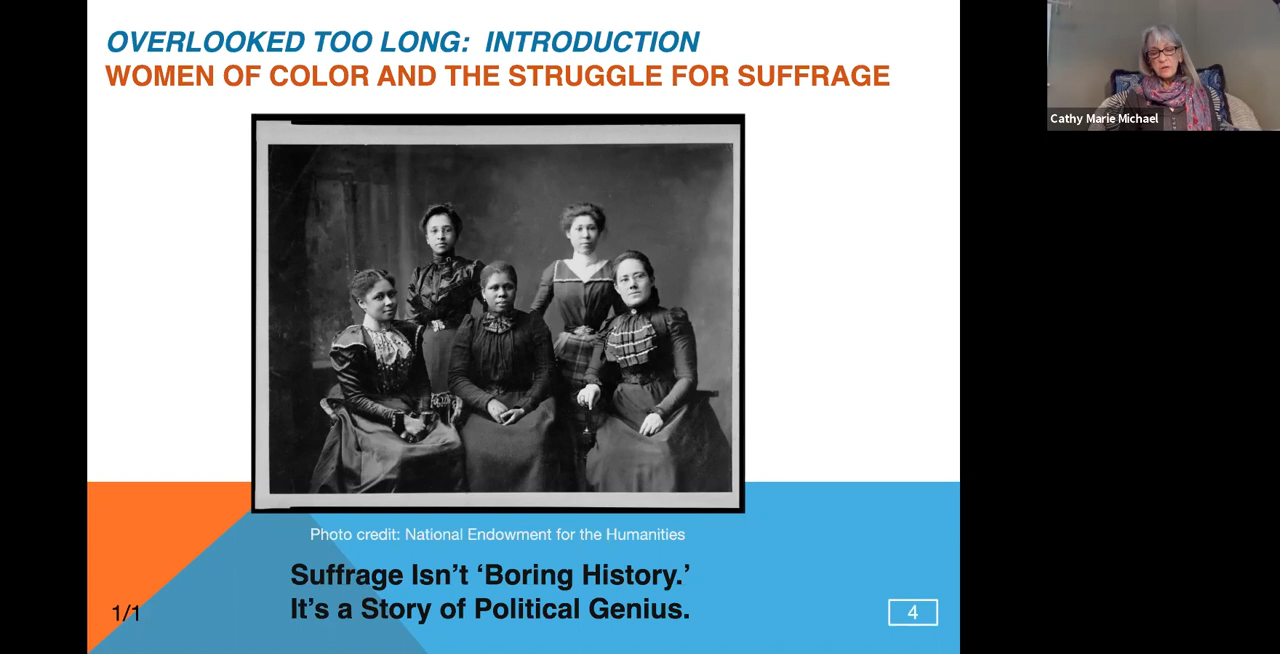 OVERLOOKED TOO LONG: INTRODUCTION
WOMEN OF COLOR AND THE STRUGGLE FOR SUFFRAGE
Cathy Marie Michael
Photo credit: National Endowment for the Humanities
Suffrage Isn’t ‘Boring History.’
It’s a Story of Political Genius.
1/1
4